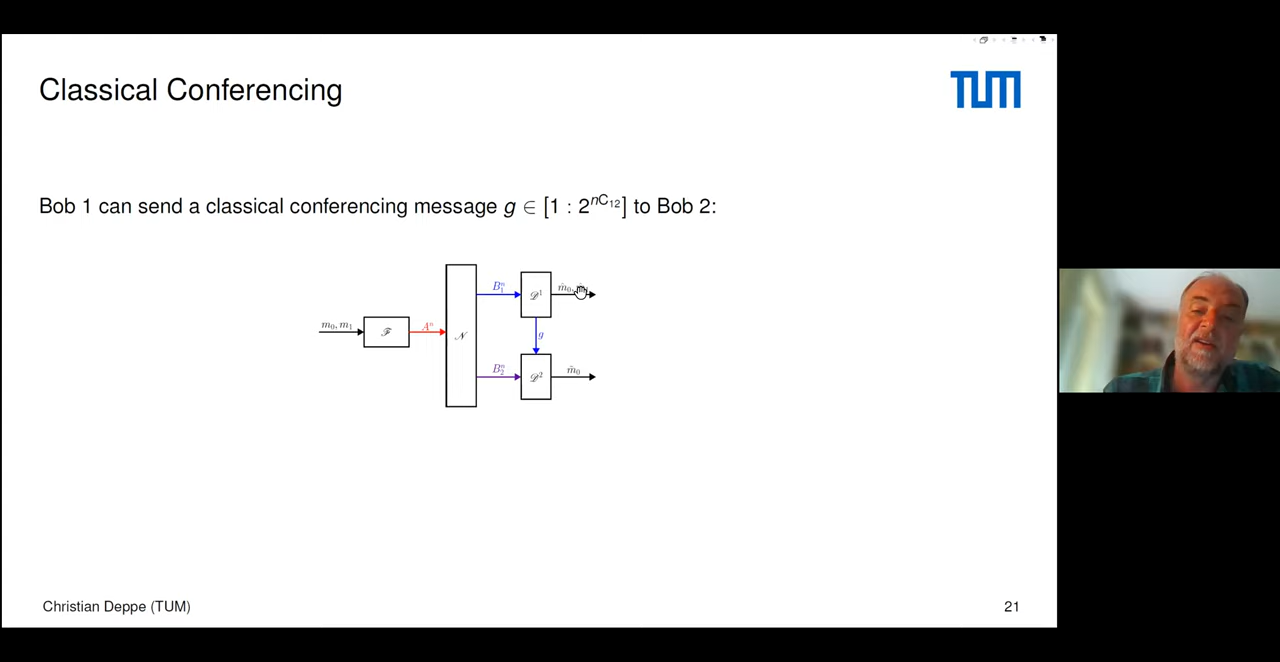 Classical Conferencing
TUM
Bob 1 can send a classical conferencing message g ∈ [1 : 2^{nC_{12}}] to Bob 2:
m_0, m_1
ℱ
A^n
𝒩
B_1^n
𝒟^1
m̂_0,
g
B_2^n
𝒟^2
m̃_0
Christian Deppe (TUM)
21